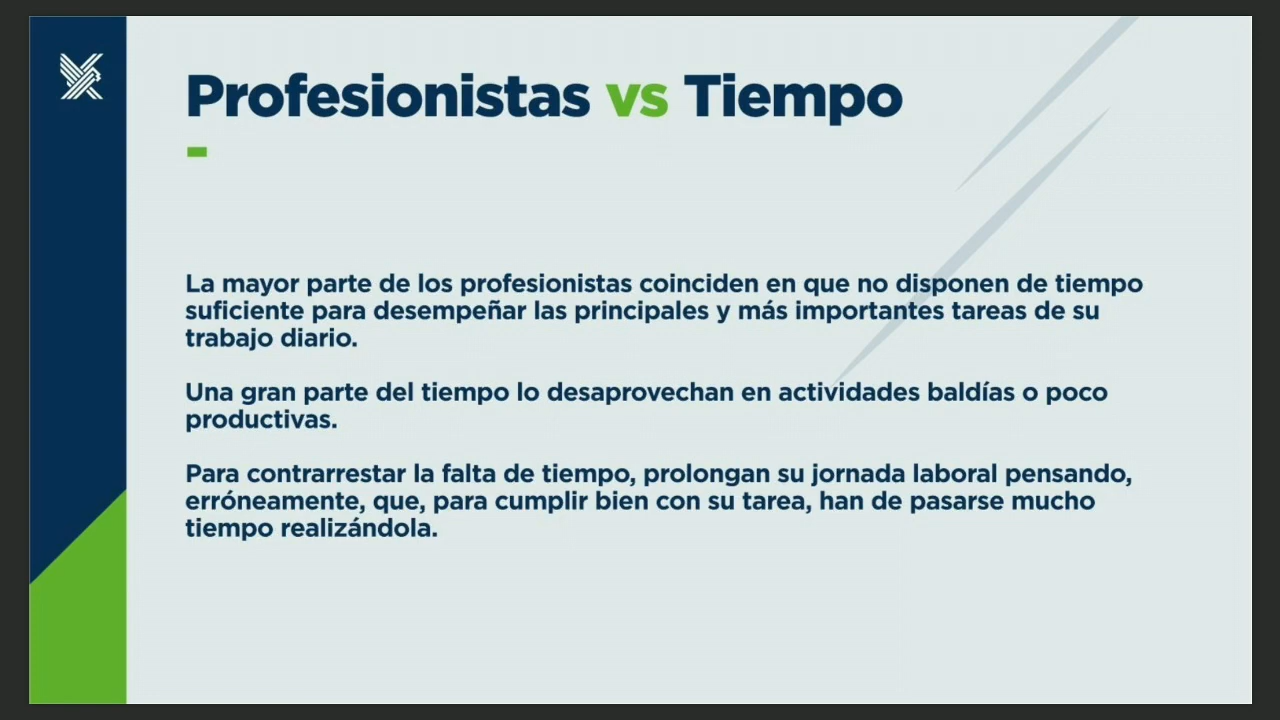 Profesionistas vs Tiempo
La mayor parte de los profesionistas coinciden en que no disponen de tiempo
suficiente para desempeñar las principales y más importantes tareas de su
trabajo diario.
Una gran parte del tiempo lo desaprovechan en actividades baldías o poco
productivas.
Para contrarrestar la falta de tiempo, prolongan su jornada laboral pensando,
erróneamente, que, para cumplir bien con su tarea, han de pasarse mucho
tiempo realizándola.